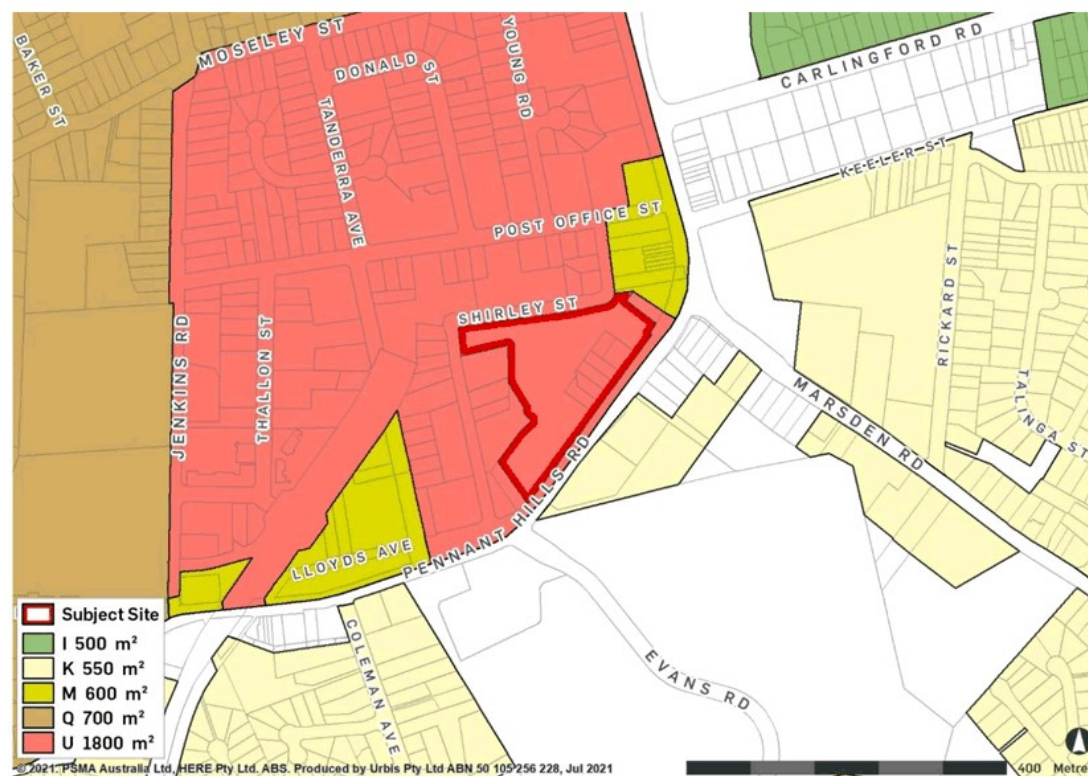 BAKER ST
MOSELEY ST
DONALD ST
YOUNG RD
TANDERRA AVE
CARLINGFORD RD
KEELER ST
POST OFFICE ST
SHIRLEY ST
RICKARD ST
JENKINS RD
THALLON ST
TALINGA ST
MARSDEN RD
PENNANT HILLS RD
LLOYDS AVE
COLEMAN AVE
EVANS RD
Subject Site
I 500 m²
K 550 m²
M 600 m²
Q 700 m²
U 1800 m²
© 2021. PSMA Australia Ltd, HERE Pty Ltd. ABS. Produced by Urbis Pty Ltd ABN 50 105 256 228, Jul 2021
400 Metre